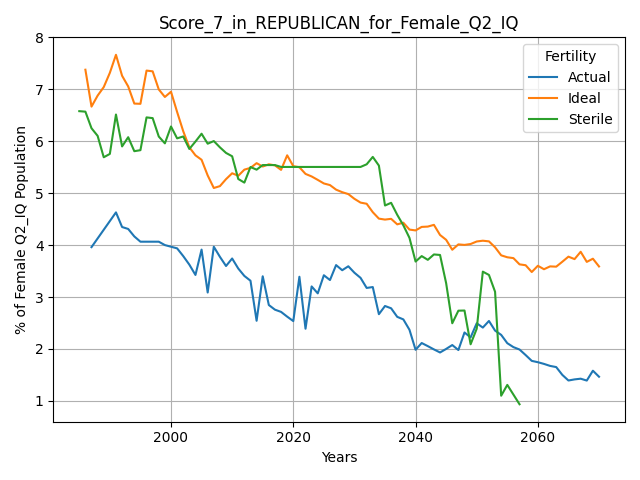 Score_7_in_REPUBLICAN_for_Female_Q2_IQ
% of Female Q2_IQ Population
8
7
6
5
4
3
2
1
Fertility
Actual
Ideal
Sterile
2000
2020
2040
2060
Years